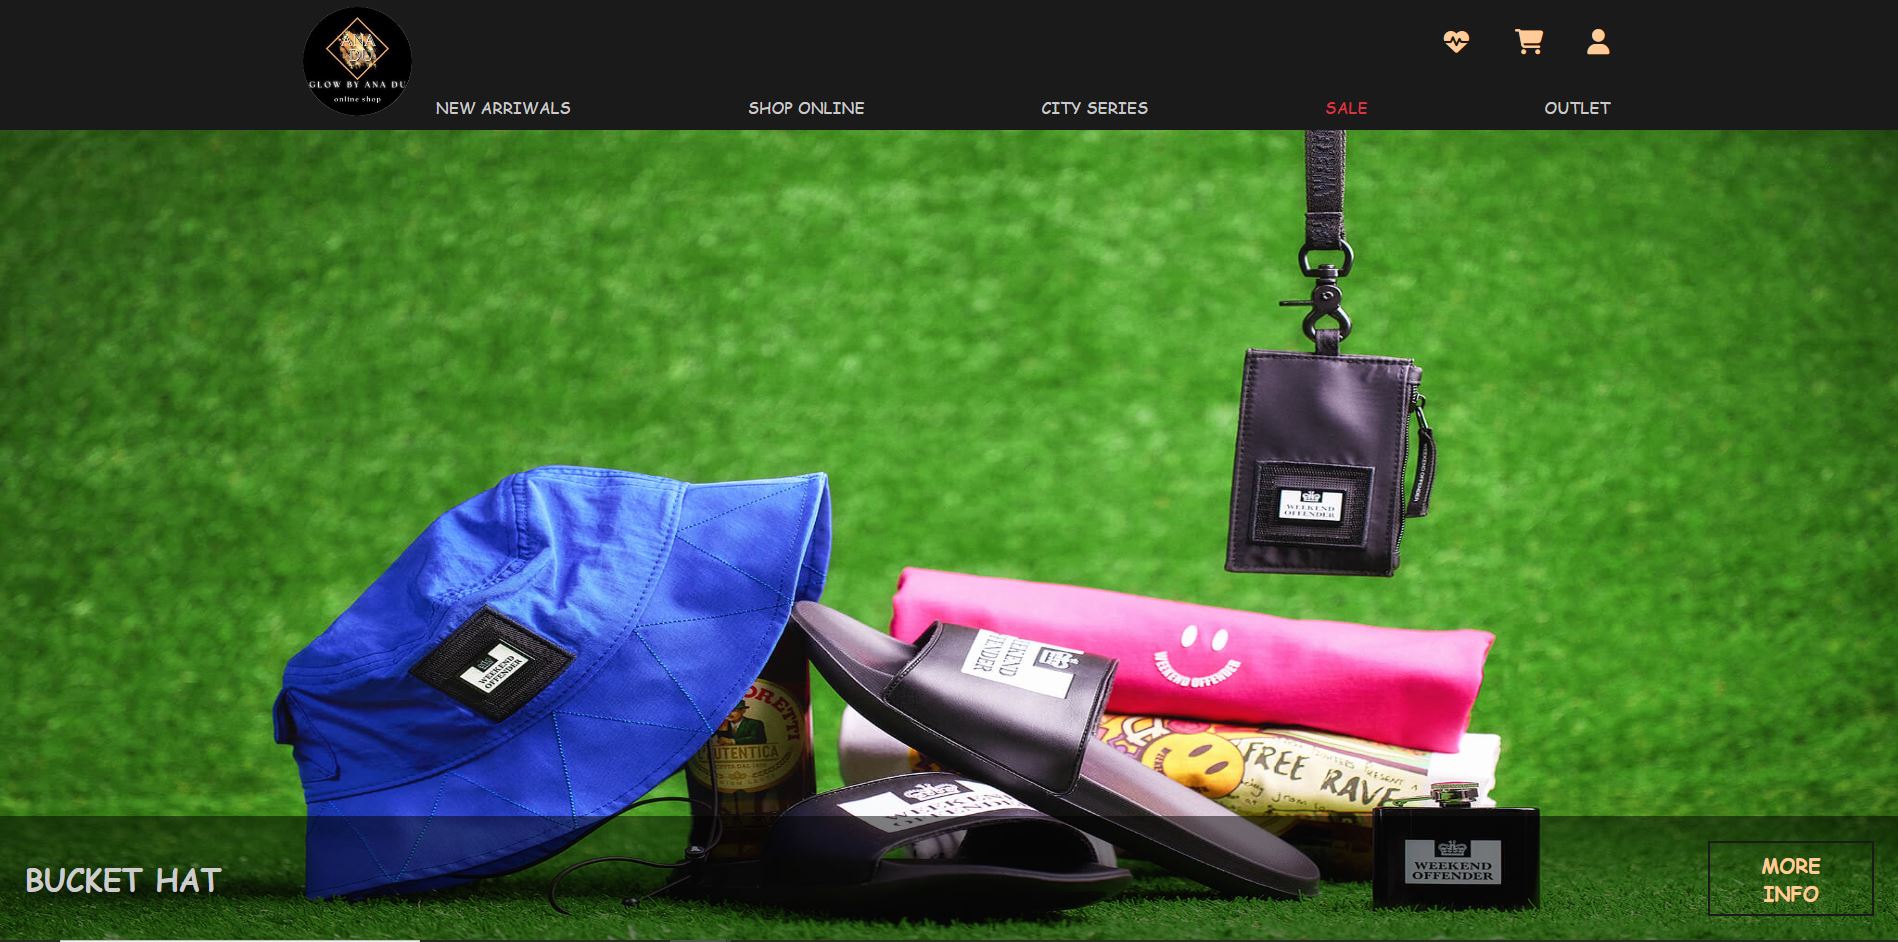 ANA
DU
GLOW BY ANA DU
online shop
NEW ARRIWALS
SHOP ONLINE
CITY SERIES
SALE
OUTLET
WEEKEND
OFFENDER
WEEKEND
OFFENDER
WEEKEND
OFFENDER
WEEKEND OFFENDER
AUTENTICA
FREE RAVE
WEEKEND
OFFENDER
WEEKEND
OFFENDER
BUCKET HAT
MORE
INFO